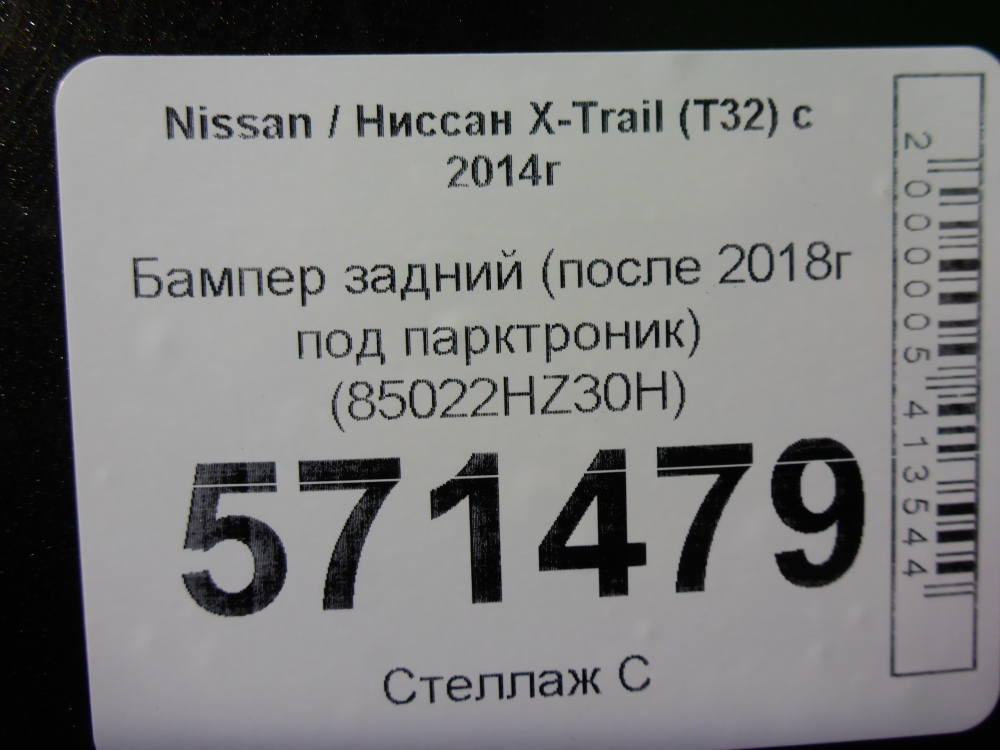 Nissan / Ниссан X-Trail (T32) с
2014г
Бампер задний (после 2018г
под парктроник)
(85022HZ30H)
571479
Стеллаж С
2000005413544